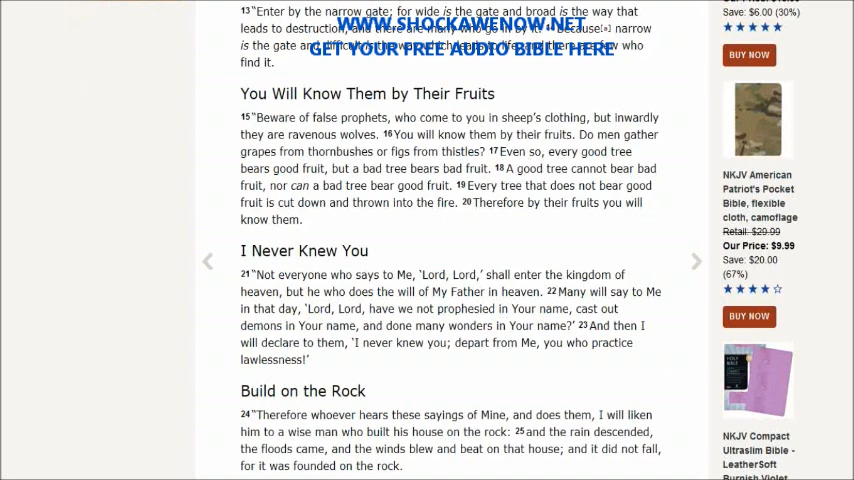 13 "Enter by the narrow gate; for wide is the gate and broad is the way that
WWW.SHOCKAWENOW.NET
leads to destruction, and there are many who go in by it. 14 Because[a] narrow
is the gate and difficult is the way which leads to life, and there are few who
GET YOUR FREE AUDIO BIBLE HERE
find it.
You Will Know Them by Their Fruits
15 "Beware of false prophets, who come to you in sheep's clothing, but inwardly
they are ravenous wolves. 16 You will know them by their fruits. Do men gather
grapes from thornbushes or figs from thistles? 17 Even so, every good tree
bears good fruit, but a bad tree bears bad fruit. 18 A good tree cannot bear bad
fruit, nor can a bad tree bear good fruit. 19 Every tree that does not bear good
fruit is cut down and thrown into the fire. 20 Therefore by their fruits you will
know them.
I Never Knew You
21 "Not everyone who says to Me, 'Lord, Lord,' shall enter the kingdom of
heaven, but he who does the will of My Father in heaven. 22 Many will say to Me
in that day, 'Lord, Lord, have we not prophesied in Your name, cast out
demons in Your name, and done many wonders in Your name?' 23 And then I
will declare to them, 'I never knew you; depart from Me, you who practice
lawlessness!'
Build on the Rock
24 "Therefore whoever hears these sayings of Mine, and does them, I will liken
him to a wise man who built his house on the rock: 25 and the rain descended,
the floods came, and the winds blew and beat on that house; and it did not fall,
for it was founded on the rock.
Save: $6.00 (30%)
BUY NOW
NKJV American
Patriot's Pocket
Bible, flexible
cloth, camoflage
Retail: $29.99
Our Price: $9.99
Save: $20.00
(67%)
BUY NOW
NKJV Compact
Ultraslim Bible -
LeatherSoft
Burnish Violet